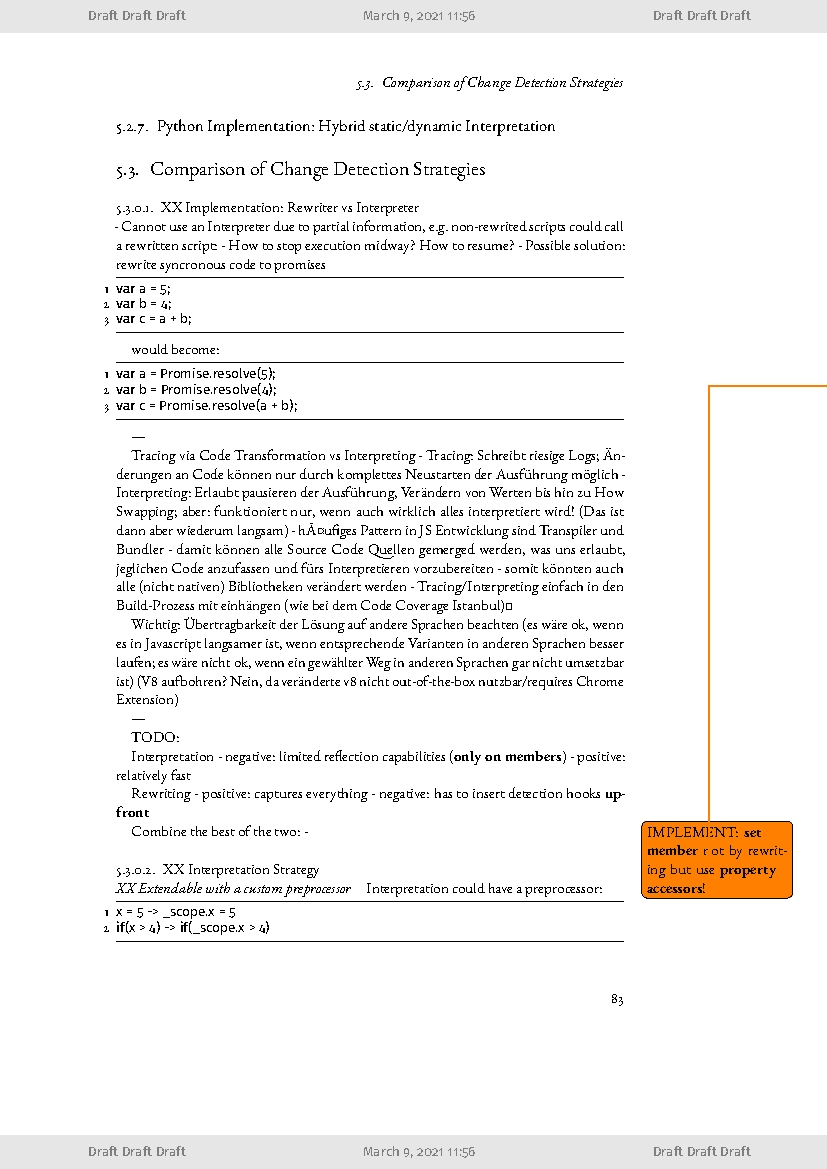 Draft Draft Draft March 9, 2021 11:56 Draft Draft Draft
5.3. Comparison of Change Detection Strategies
5.2.7. Python Implementation: Hybrid static/dynamic Interpretation
5.3. Comparison of Change Detection Strategies
5.3.0.1. XX Implementation: Rewriter vs Interpreter
- Cannot use an Interpreter due to partial information, e.g. non-rewrited scripts could call
a rewritten script: - How to stop execution midway? How to resume? - Possible solution:
rewrite syncronous code to promises
1 var a = 5;
2 var b = 4;
3 var c = a + b;
would become:
1 var a = Promise.resolve(5);
2 var b = Promise.resolve(4);
3 var c = Promise.resolve(a + b);
—
Tracing via Code Transformation vs Interpreting - Tracing: Schreibt riesige Logs; Än-
derungen an Code können nur durch komplettes Neustarten der Ausführung möglich -
Interpreting: Erlaubt pausieren der Ausführung, Verändern von Werten bis hin zu How
Swapping; aber: funktioniert nur, wenn auch wirklich alles interpretiert wird! (Das ist
dann aber wiederum langsam) - hÃ¤ufiges Pattern in JS Entwicklung sind Transpiler und
Bundler - damit können alle Source Code Quellen gemerged werden, was uns erlaubt,
jeglichen Code anzufassen und fürs Interpretieren vorzubereiten - somit könnten auch
alle (nicht nativen) Bibliotheken verändert werden - Tracing/Interpreting einfach in den
Build-Prozess mit einhängen (wie bei dem Code Coverage Istanbul)
Wichtig: Übertragbarkeit der Lösung auf andere Sprachen beachten (es wäre ok, wenn
es in Javascript langsamer ist, wenn entsprechende Varianten in anderen Sprachen besser
laufen; es wäre nicht ok, wenn ein gewählter Weg in anderen Sprachen gar nicht umsetzbar
ist) (V8 aufbohren? Nein, da veränderte v8 nicht out-of-the-box nutzbar/requires Chrome
Extension)
—
TODO:
Interpretation - negative: limited reflection capabilities (only on members) - positive:
relatively fast
Rewriting - positive: captures everything - negative: has to insert detection hooks up-
front
Combine the best of the two: -
IMPLEMENT: set
member not by rewrit-
ing but use property
accessors!
5.3.0.2. XX Interpretation Strategy
XX Extendable with a custom preprocessor Interpretation could have a preprocessor:
1 x = 5 -> _scope.x = 5
2 if(x > 4) -> if(_scope.x > 4)
83
Draft Draft Draft March 9, 2021 11:56 Draft Draft Draft